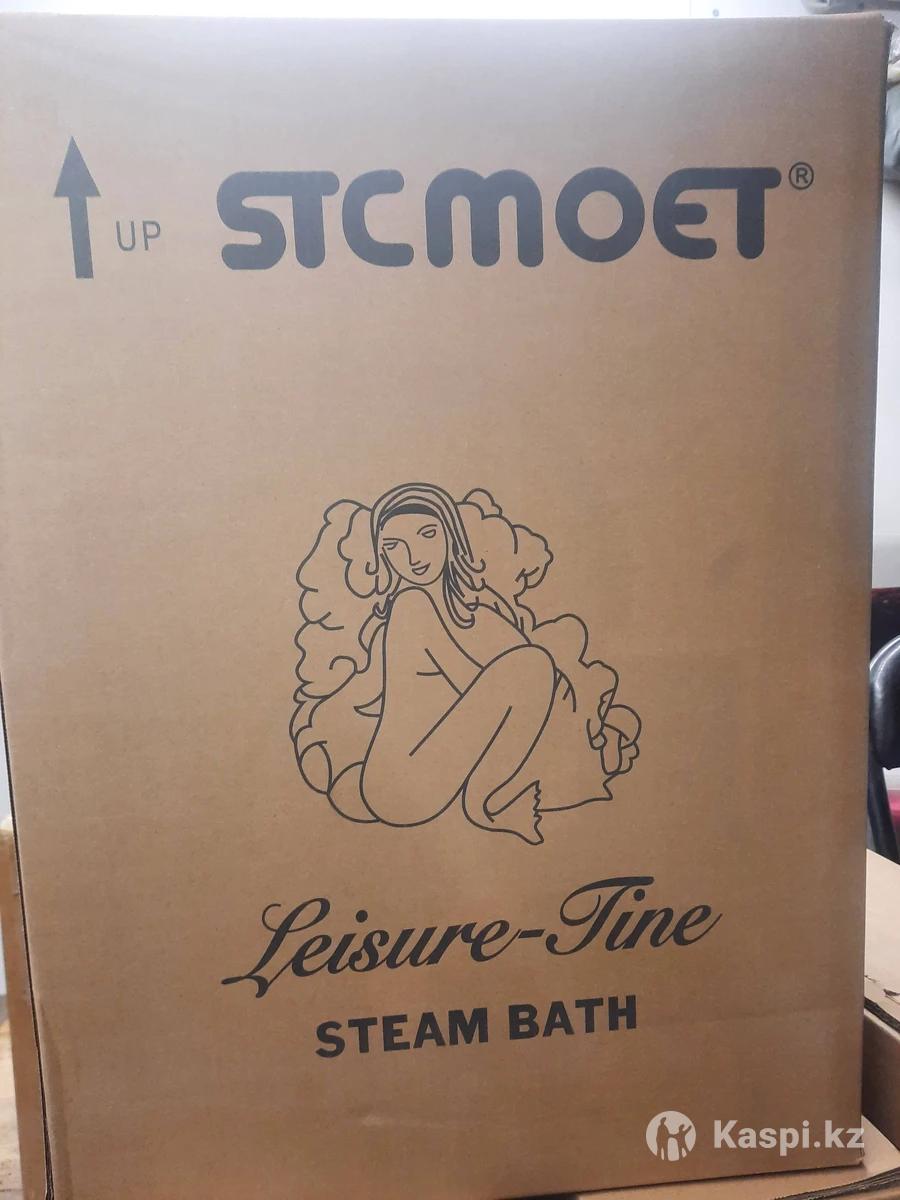 UP
STCMOET®
Leisure-Tine
STEAM BATH
Kaspi.kz